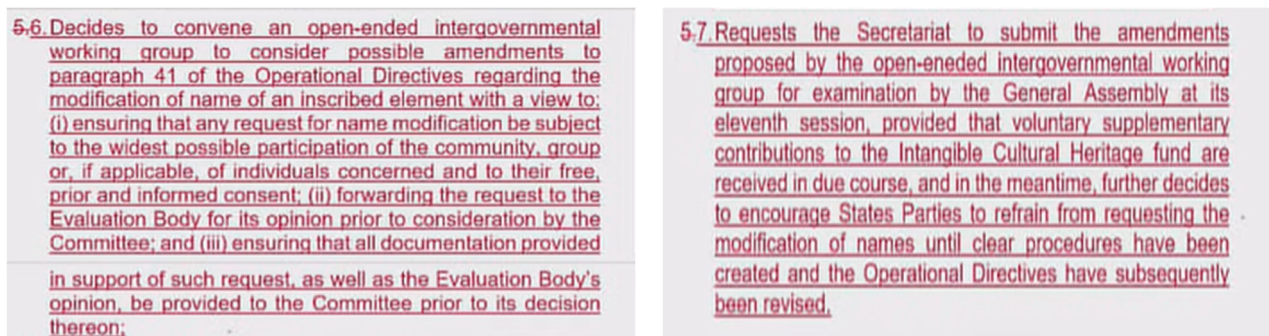 5.6. Decides to convene an open-ended intergovernmental
working group to consider possible amendments to
paragraph 41 of the Operational Directives regarding the
modification of name of an inscribed element with a view to:
(i) ensuring that any request for name modification be subject
to the widest possible participation of the community, group
or, if applicable, of individuals concerned and to their free,
prior and informed consent; (ii) forwarding the request to the
Evaluation Body for its opinion prior to consideration by the
Committee; and (iii) ensuring that all documentation provided
in support of such request, as well as the Evaluation Body's
opinion, be provided to the Committee prior to its decision
thereon;
5.7. Requests the Secretariat to submit the amendments
proposed by the open-eneded intergovernmental working
group for examination by the General Assembly at its
eleventh session, provided that voluntary supplementary
contributions to the Intangible Cultural Heritage fund are
received in due course, and in the meantime, further decides
to encourage States Parties to refrain from requesting the
modification of names until clear procedures have been
created and the Operational Directives have subsequently
been revised.